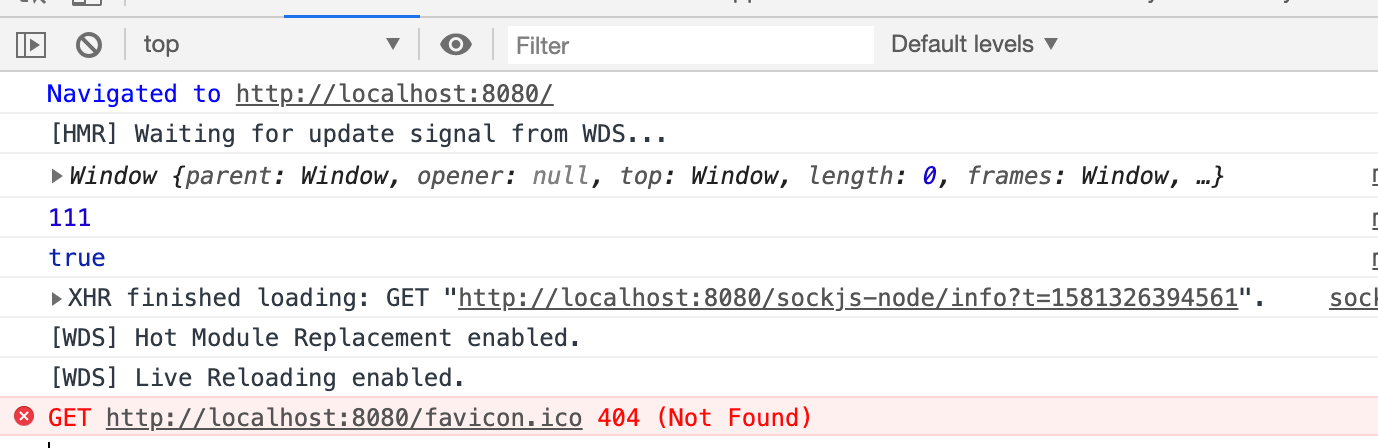 top
Filter
Default levels
Navigated to http://localhost:8080/
[HMR] Waiting for update signal from WDS...
Window {parent: Window, opener: null, top: Window, length: 0, frames: Window, …}
111
true
XHR finished loading: GET "http://localhost:8080/sockjs-node/info?t=1581326394561".
[WDS] Hot Module Replacement enabled.
[WDS] Live Reloading enabled.
GET http://localhost:8080/favicon.ico 404 (Not Found)